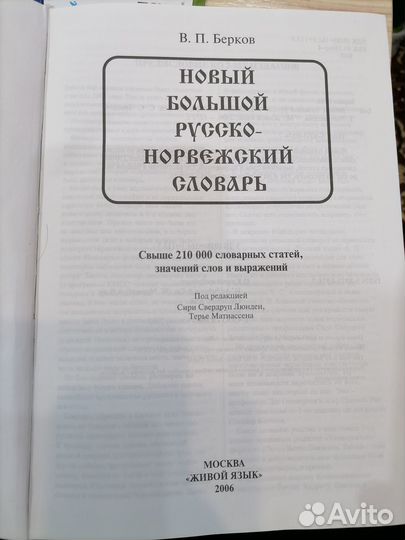 В. П. Берков
НОВЫЙ
БОЛЬШОЙ
РУССКО-
НОРВЕЖСКИЙ
СЛОВАРЬ
Свыше 210 000 словарных статей,
значений слов и выражений
Под редакцией
Сири Свердруп Люнден,
Терье Матиассена
МОСКВА
«ЖИВОЙ ЯЗЫК»
2006
Avito